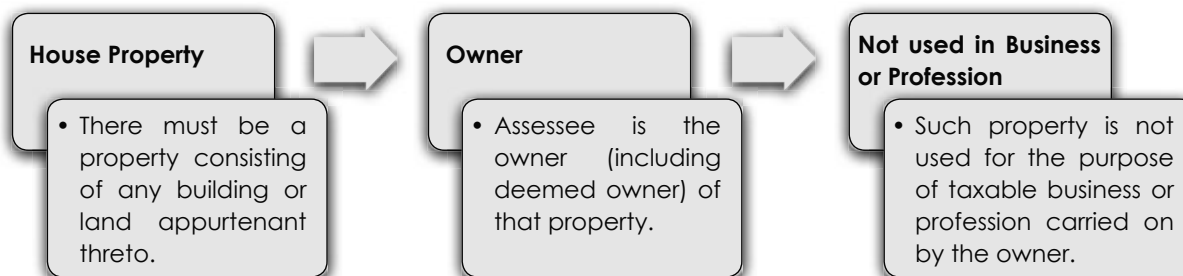 House Property
• There must be a
property consisting
of any building or
land appurtenant
threto.
Owner
• Assessee is the
owner (including
deemed owner) of
that property.
Not used in Business
or Profession
• Such property is not
used for the purpose
of taxable business or
profession carried on
by the owner.